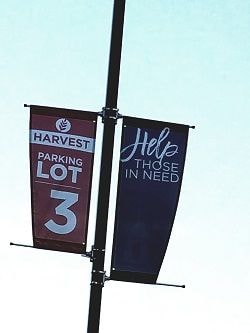 HARVEST
PARKING
LOT
3
Help
THOSE
IN NEED